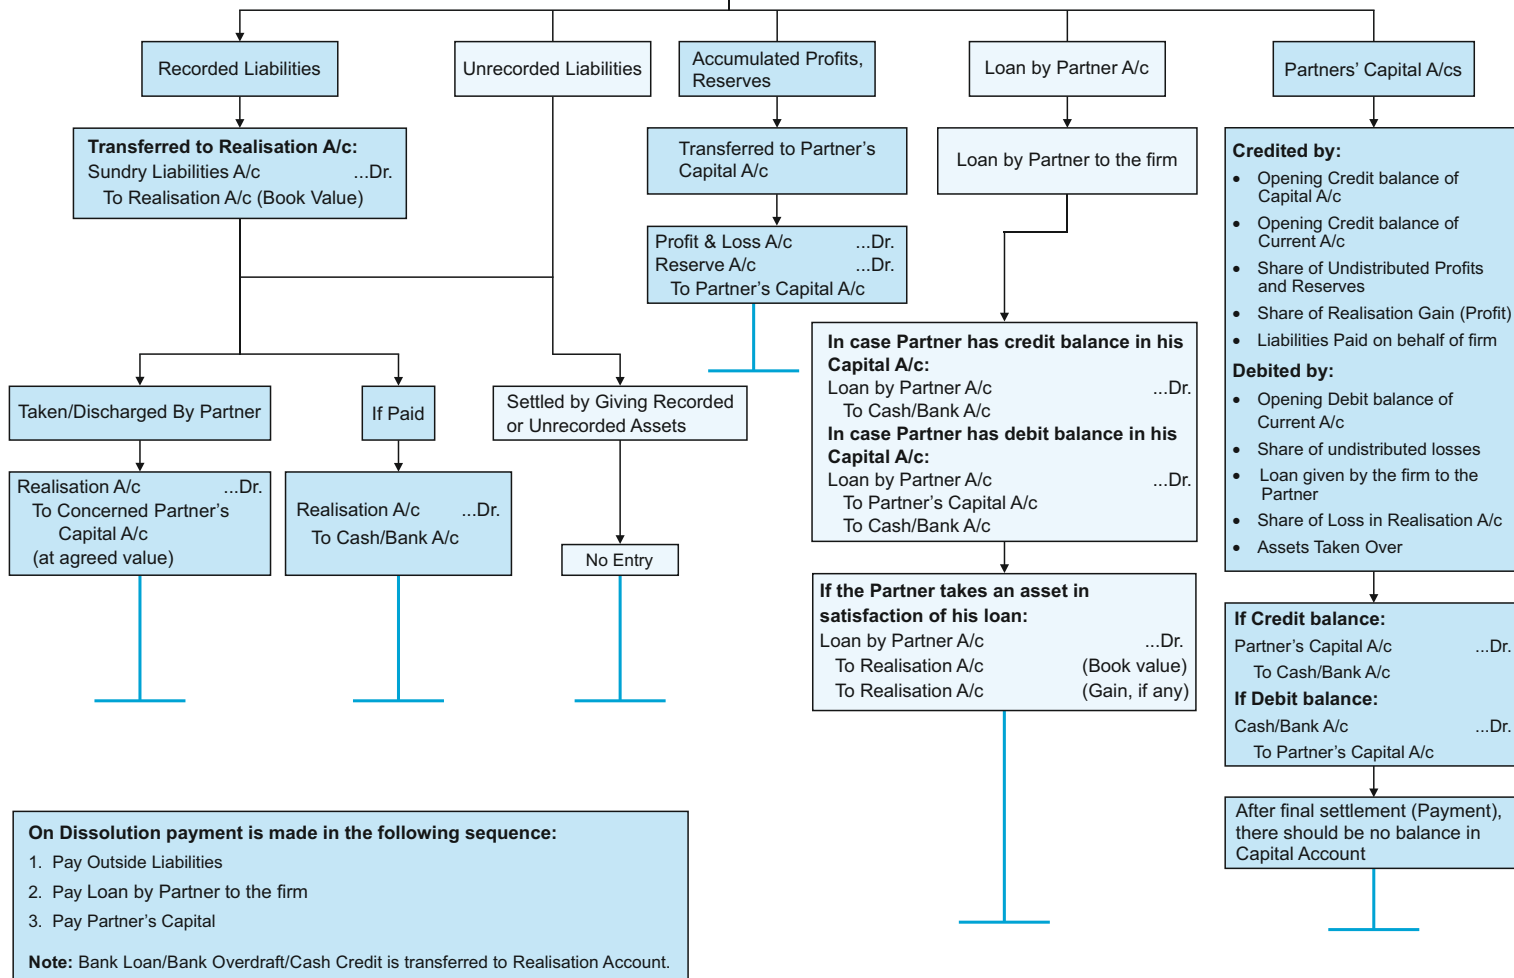 Recorded Liabilities
Unrecorded Liabilities
Accumulated Profits,
Reserves
Loan by Partner A/c
Partners' Capital A/cs
Transferred to Realisation A/c:
Sundry Liabilities A/c ...Dr.
To Realisation A/c (Book Value)
Transferred to Partner's
Capital A/c
Loan by Partner to the firm
Profit & Loss A/c ...Dr.
Reserve A/c ...Dr.
To Partner's Capital A/c
Taken/Discharged By Partner
If Paid
Settled by Giving Recorded
or Unrecorded Assets
Realisation A/c ...Dr.
To Concerned Partner's
Capital A/c
(at agreed value)
Realisation A/c ...Dr.
To Cash/Bank A/c
No Entry
In case Partner has credit balance in his
Capital A/c:
Loan by Partner A/c ...Dr.
To Cash/Bank A/c
In case Partner has debit balance in his
Capital A/c:
Loan by Partner A/c ...Dr.
To Partner's Capital A/c
To Cash/Bank A/c
If the Partner takes an asset in
satisfaction of his loan:
Loan by Partner A/c ...Dr.
To Realisation A/c (Book value)
To Realisation A/c (Gain, if any)
Credited by:
• Opening Credit balance of
Capital A/c
• Opening Credit balance of
Current A/c
• Share of Undistributed Profits
and Reserves
• Share of Realisation Gain (Profit)
• Liabilities Paid on behalf of firm
Debited by:
• Opening Debit balance of
Current A/c
• Share of undistributed losses
• Loan given by the firm to the
Partner
• Share of Loss in Realisation A/c
• Assets Taken Over
If Credit balance:
Partner's Capital A/c ...Dr.
To Cash/Bank A/c
If Debit balance:
Cash/Bank A/c ...Dr.
To Partner's Capital A/c
After final settlement (Payment),
there should be no balance in
Capital Account
On Dissolution payment is made in the following sequence:
1. Pay Outside Liabilities
2. Pay Loan by Partner to the firm
3. Pay Partner's Capital
Note: Bank Loan/Bank Overdraft/Cash Credit is transferred to Realisation Account.